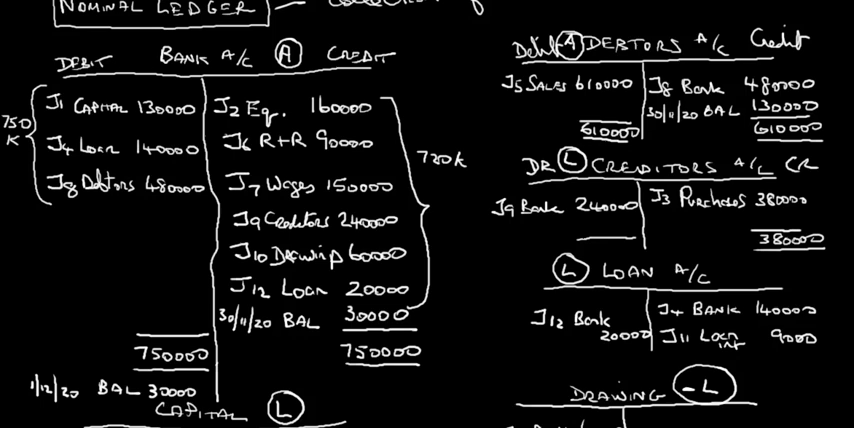 NOMINAL LEDGER
DEBIT BANK A/C A CREDIT
750 K
J1 CAPITAL 130000 J2 Eq. 160000
J4 Loan 140000 J6 R+R 90000
J8 Debtors 480000 J7 Wages 150000
J9 Creditors 240000
J10 Drawing 60000
J12 Loan 20000
30/11/20 BAL 30000
720k
750000 750000
1/12/20 BAL 30000
CAPITAL L
Debit A DEBTORS A/C Credit
J5 SALES 610000 J8 Bank 480000
30/11/20 BAL 130000
610000 610000
DR L CREDITORS A/C CR
J9 Bank 240000 J3 Purchases 380000
380000
L LOAN A/C
J12 Bank 20000 J4 BANK 140000
J11 Loan int 9000
DRAWING -L